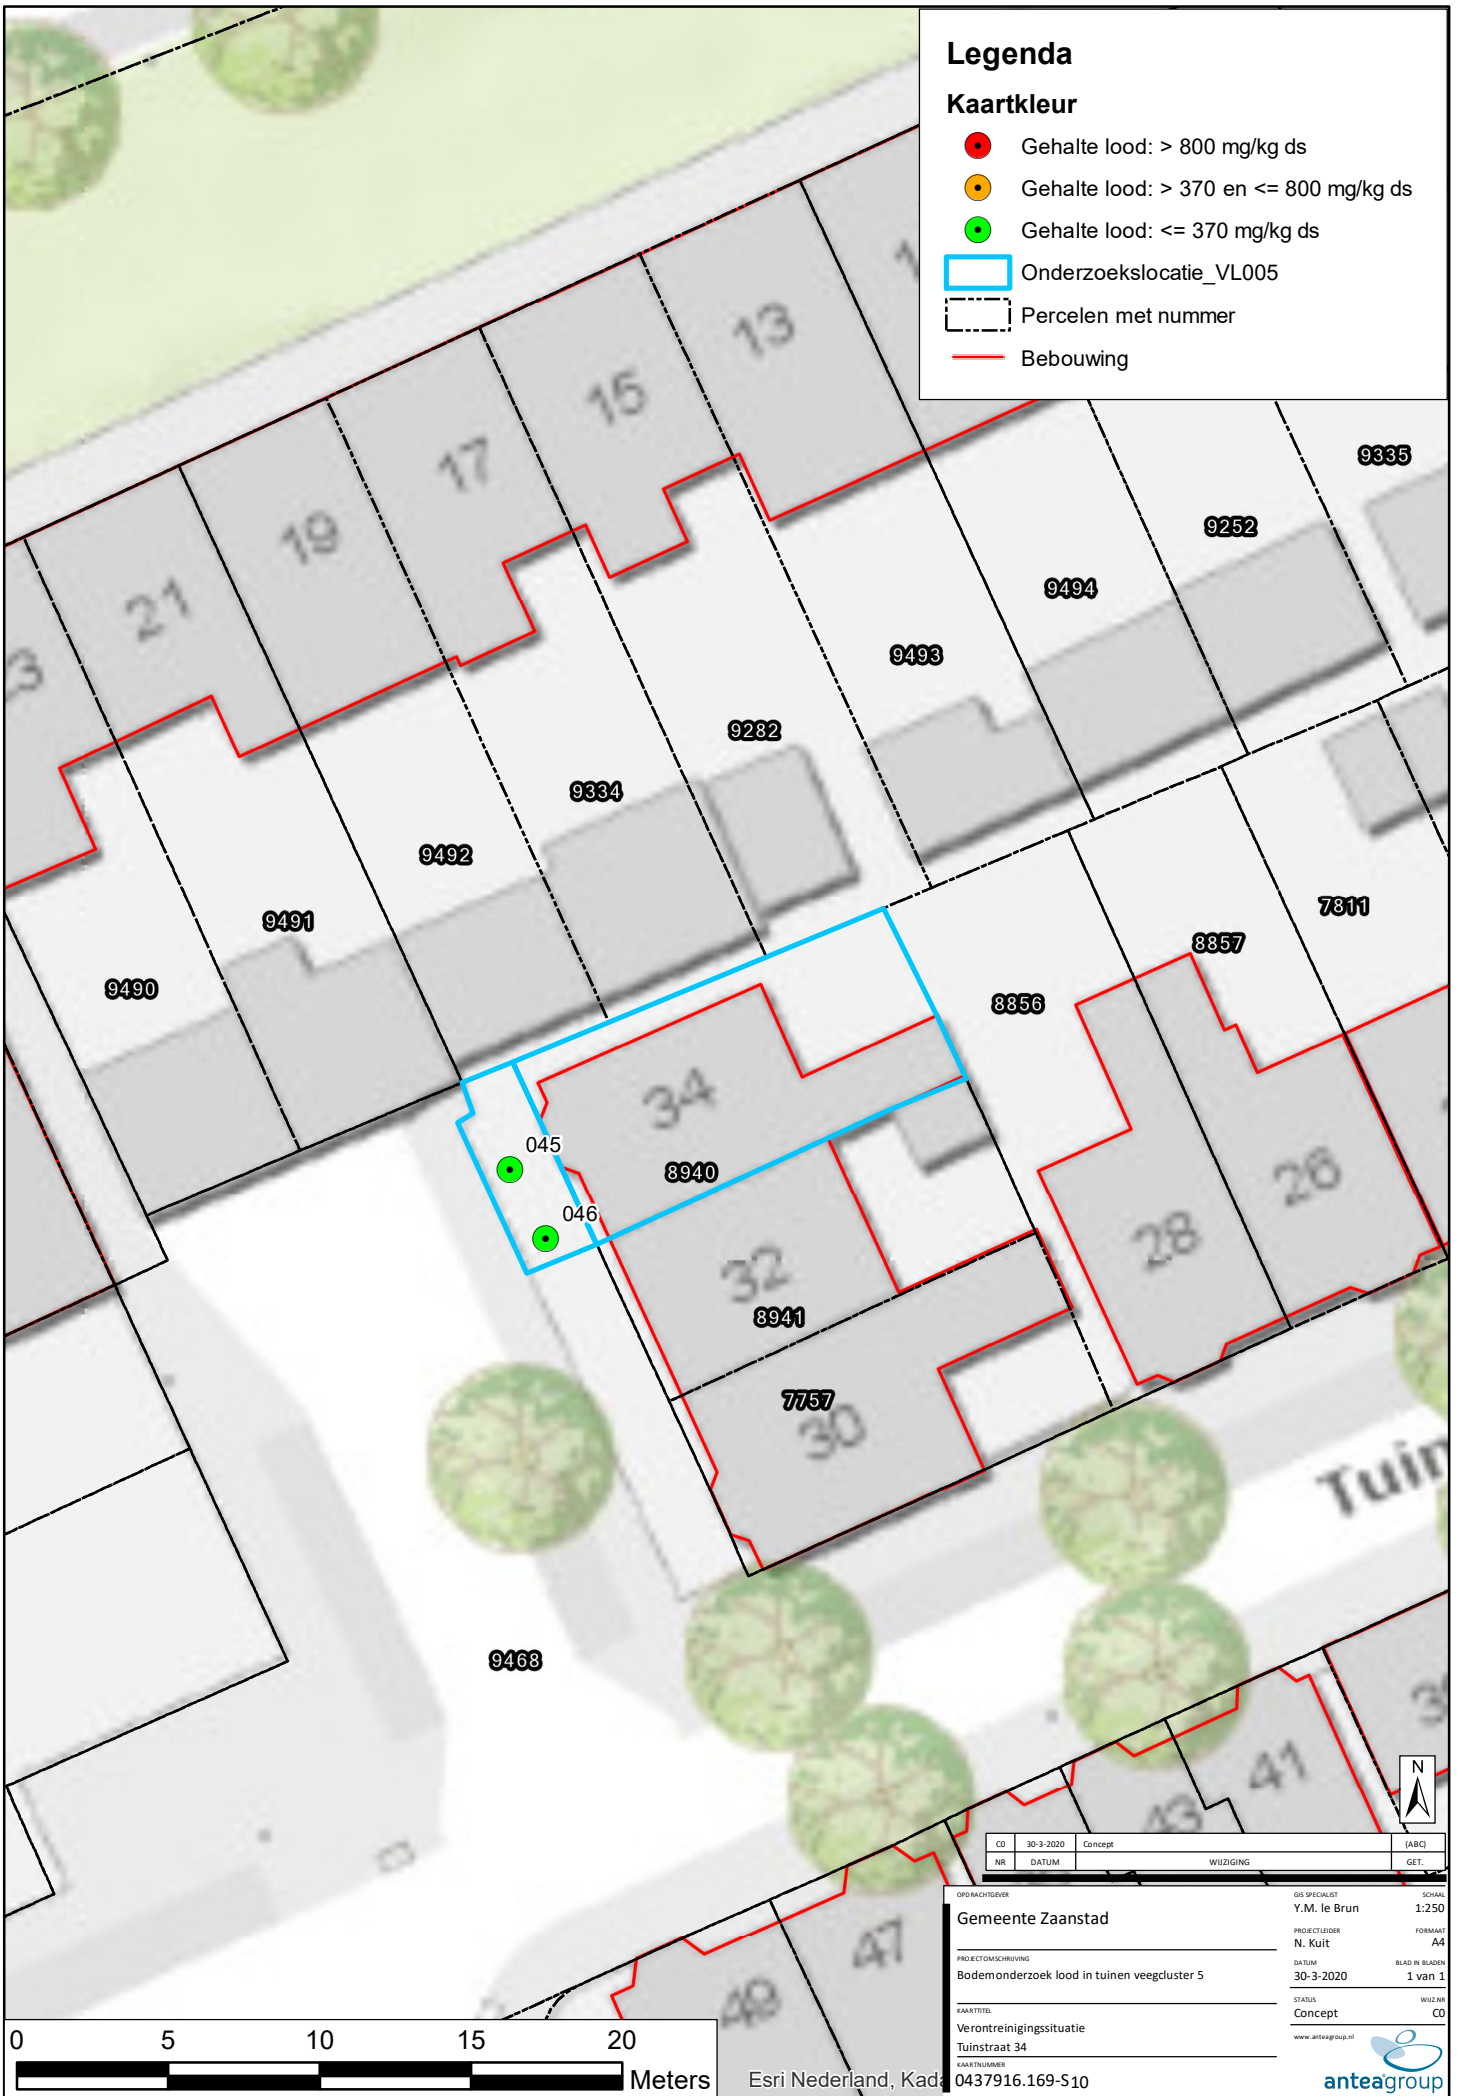 Legenda
Kaartkleur
Gehalte lood: > 800 mg/kg ds
Gehalte lood: > 370 en <= 800 mg/kg ds
Gehalte lood: <= 370 mg/kg ds
Onderzoekslocatie_VL005
Percelen met nummer
Bebouwing
13
15
17
19
21
9335
9252
9494
9493
9282
9334
9492
9491
9490
7811
8857
8856
34
045
8940
046
32
8941
28
26
7757
30
Tuin
9468
41
43
47
49
N
C0 30-3-2020 Concept (ABC)
NR DATUM WIJZIGING GET.
OPDRACHTGEVER
Gemeente Zaanstad
PROJECTOMSCHRIJVING
Bodemonderzoek lood in tuinen veegcluster 5
KAARTTITEL
Verontreinigingssituatie
Tuinstraat 34
KAARTNUMMER
0437916.169-S10
GIS SPECIALIST SCHAAL
Y.M. le Brun 1:250
PROJECTLEIDER FORMAAT
N. Kuit A4
DATUM BLAD IN BLADEN
30-3-2020 1 van 1
STATUS WIJZ.NR
Concept C0
www.anteagroup.nl
anteagroup
0 5 10 15 20
Meters
Esri Nederland, Kada